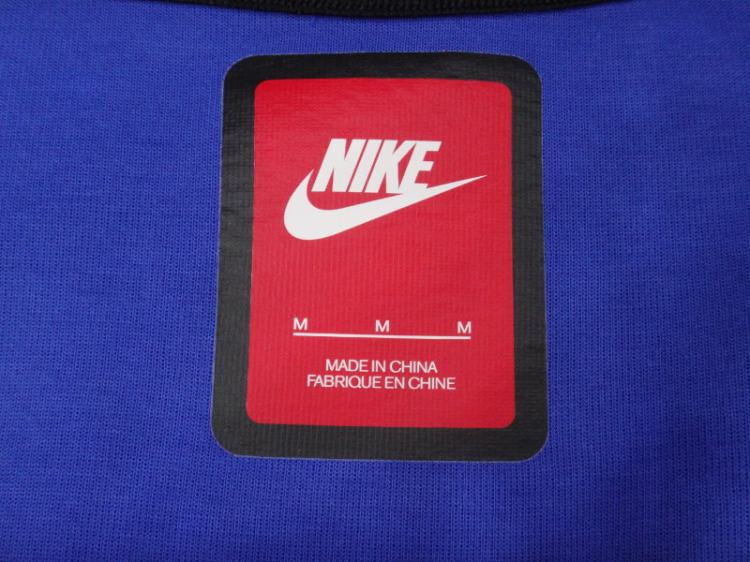 NIKE
M M M
MADE IN CHINA
FABRIQUE EN CHINE